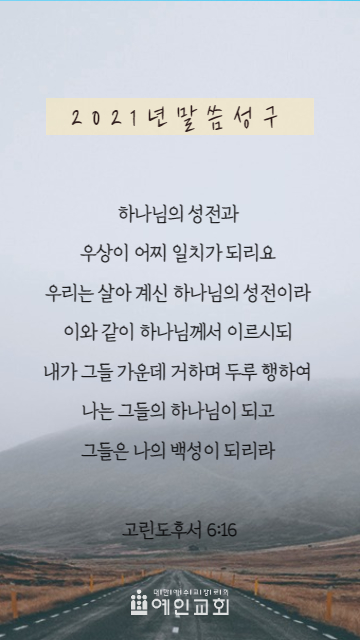 2021년말씀성구
하나님의 성전과
우상이 어찌 일치가 되리요
우리는 살아 계신 하나님의 성전이라
이와 같이 하나님께서 이르시되
내가 그들 가운데 거하며 두루 행하여
나는 그들의 하나님이 되고
그들은 나의 백성이 되리라
고린도후서 6:16
예인교회